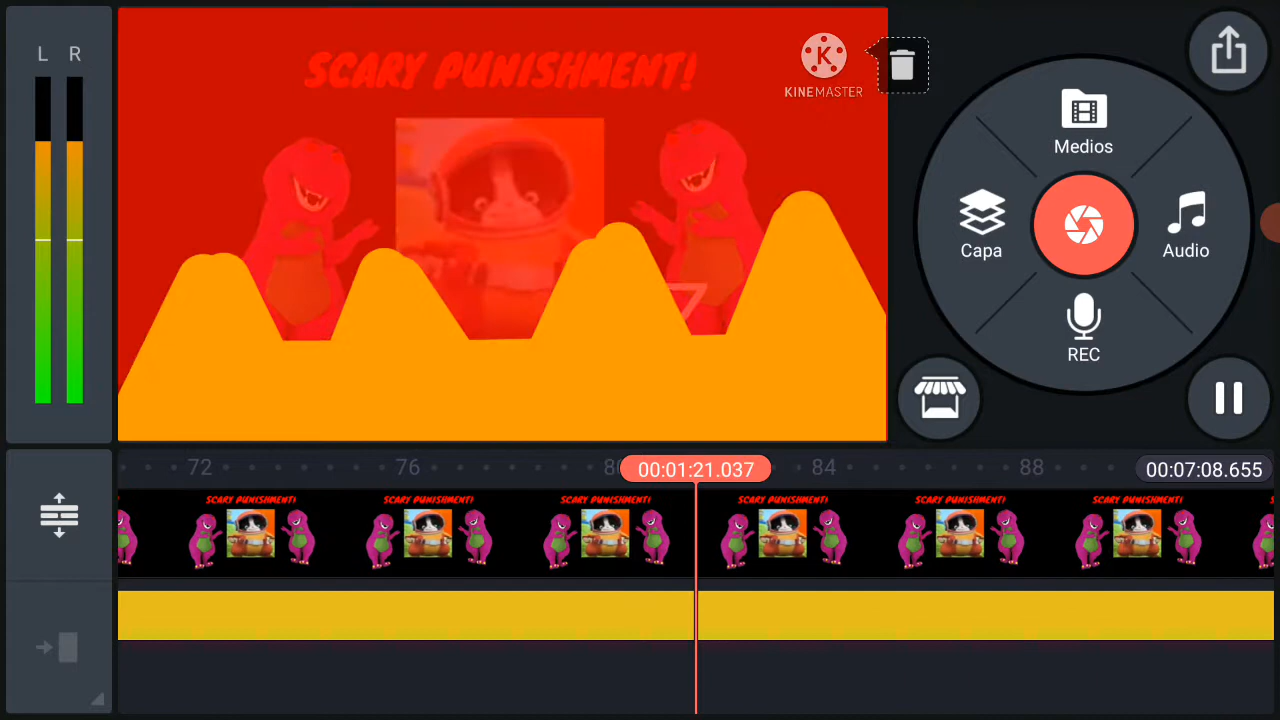 L R
SCARY PUNISHMENT!
K
KINEMASTER
Medios
Capa
Audio
REC
72 76 8 00:01:21.037 84 88 00:07:08.655
SCARY PUNISHMENT! SCARY PUNISHMENT! SCARY PUNISHMENT! SCARY PUNISHMENT! SCARY PUNISHMENT! SCARY PUNISHMENT!